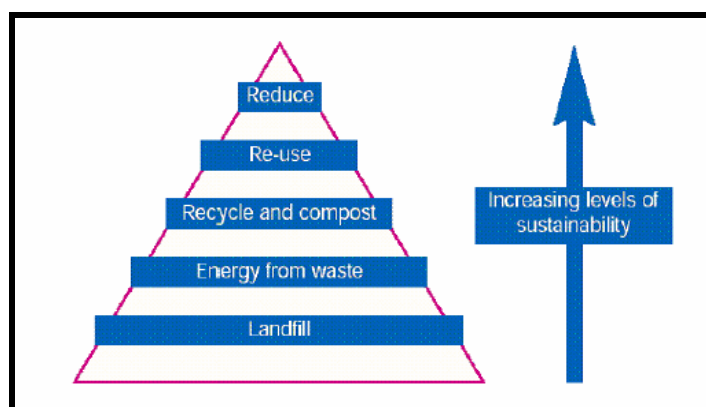 Reduce
Re-use
Recycle and compost
Energy from waste
Landfill
Increasing levels of
sustainability